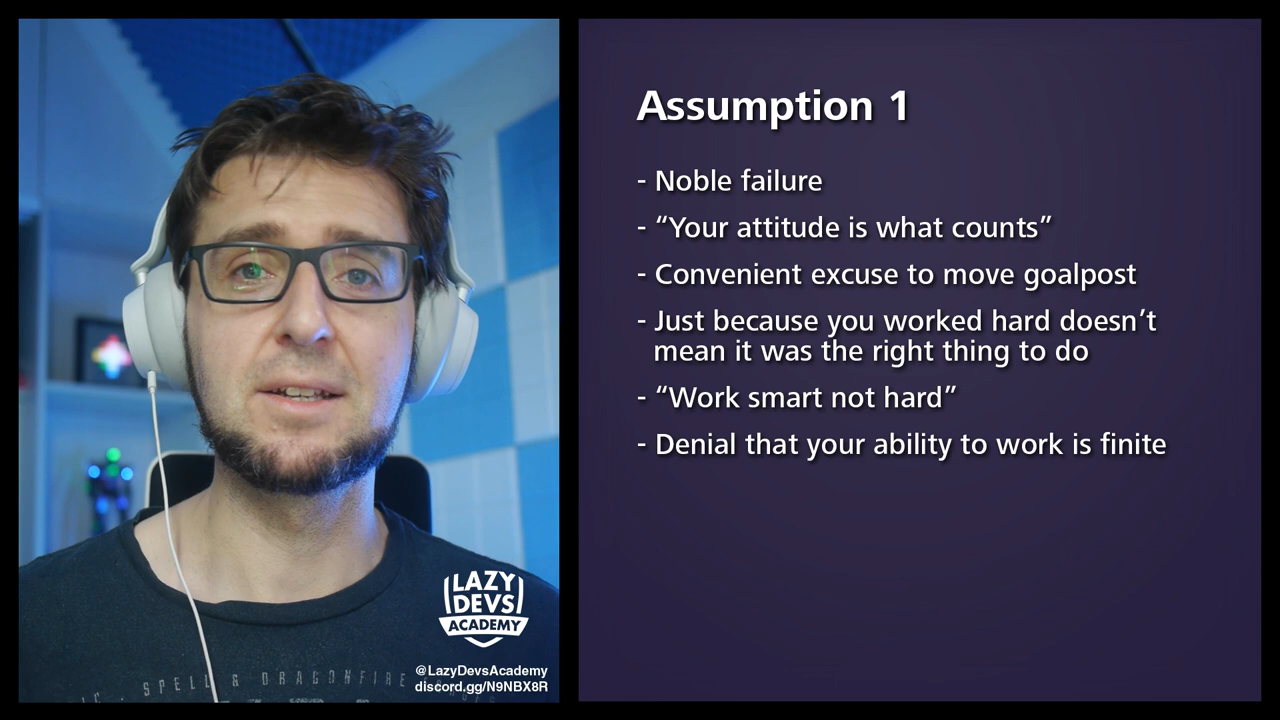 Assumption 1
- Noble failure
- “Your attitude is what counts”
- Convenient excuse to move goalpost
- Just because you worked hard doesn’t
mean it was the right thing to do
- “Work smart not hard”
- Denial that your ability to work is finite
LAZY
DEVS
ACADEMY
@LazyDevsAcademy
discord.gg/N9NBX8R
SPELL & DRAGONFIRE